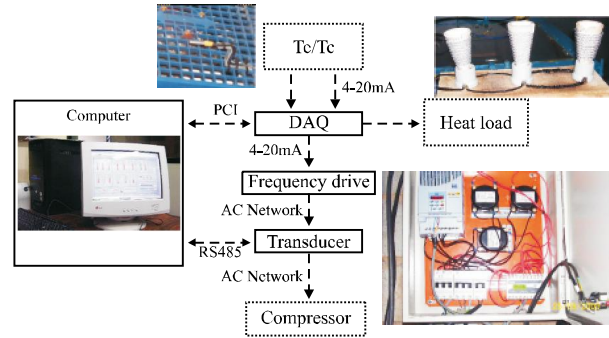 Tc/Tc
4-20mA
Computer
PCI
DAQ
Heat load
4-20mA
Frequency drive
AC Network
RS485
Transducer
AC Network
Compressor